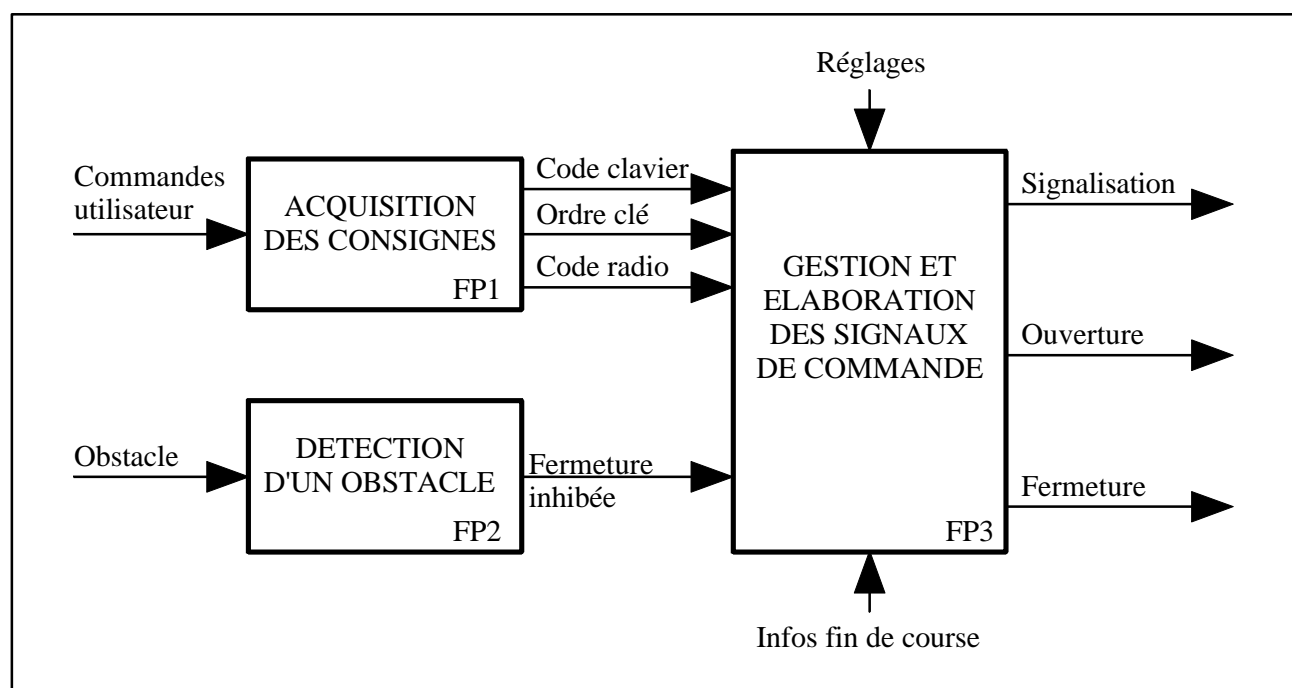 Réglages
Commandes
utilisateur
ACQUISITION
DES CONSIGNES
FP1
Code clavier
Ordre clé
Code radio
Obstacle
DETECTION
D'UN OBSTACLE
FP2
Fermeture
inhibée
GESTION ET
ELABORATION
DES SIGNAUX
DE COMMANDE
FP3
Signalisation
Ouverture
Fermeture
Infos fin de course